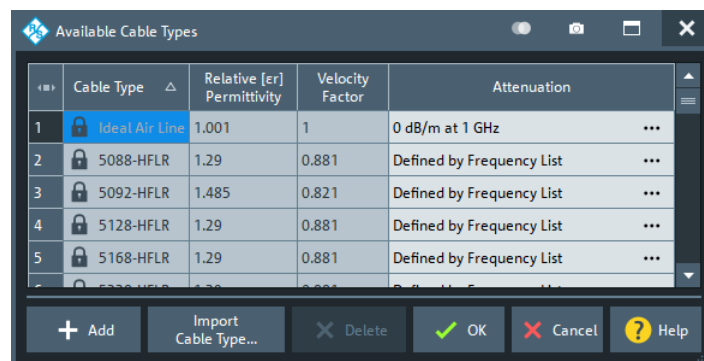 Available Cable Types
Cable Type
Relative [εr]
Permittivity
Velocity
Factor
Attenuation
1 Ideal Air Line 1.001 1 0 dB/m at 1 GHz ...
2 5088-HFLR 1.29 0.881 Defined by Frequency List ...
3 5092-HFLR 1.485 0.821 Defined by Frequency List ...
4 5128-HFLR 1.29 0.881 Defined by Frequency List ...
5 5168-HFLR 1.29 0.881 Defined by Frequency List ...
+ Add
Import
Cable Type...
Delete
OK
Cancel
? Help